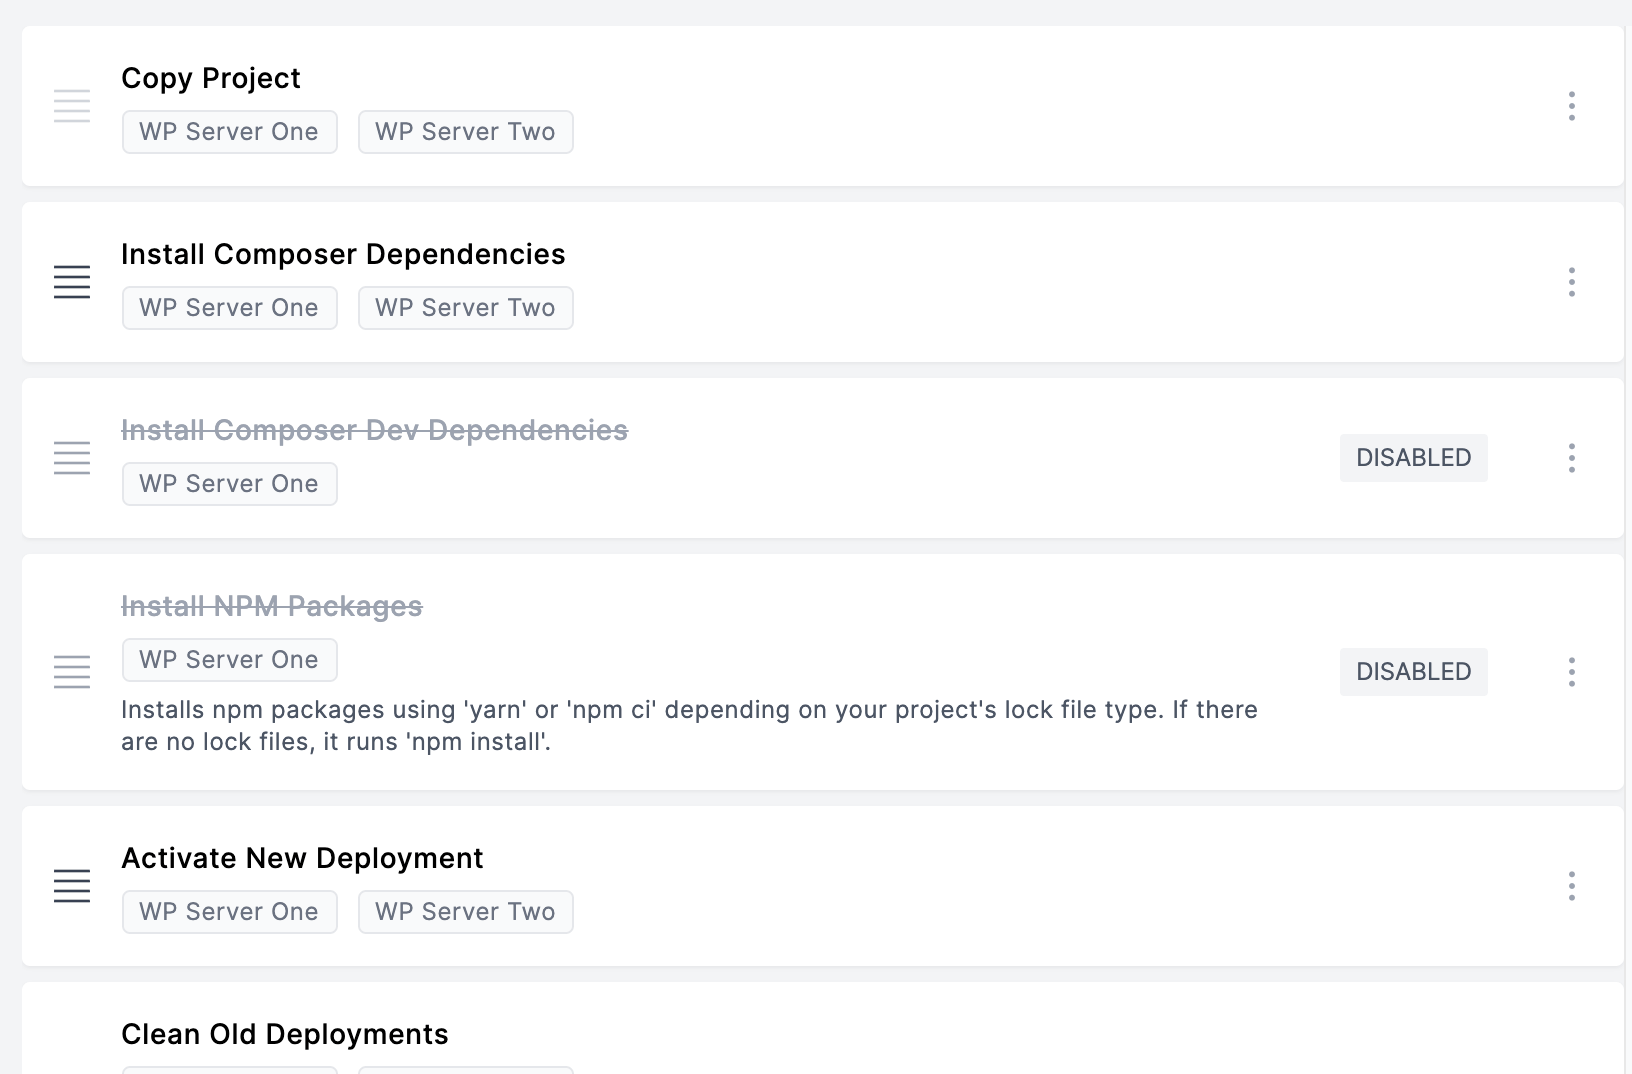 Copy Project
WP Server One WP Server Two
Install Composer Dependencies
WP Server One WP Server Two
Install Composer Dev Dependencies
WP Server One
DISABLED
Install NPM Packages
WP Server One
Installs npm packages using 'yarn' or 'npm ci' depending on your project's lock file type. If there
are no lock files, it runs 'npm install'.
DISABLED
Activate New Deployment
WP Server One WP Server Two
Clean Old Deployments